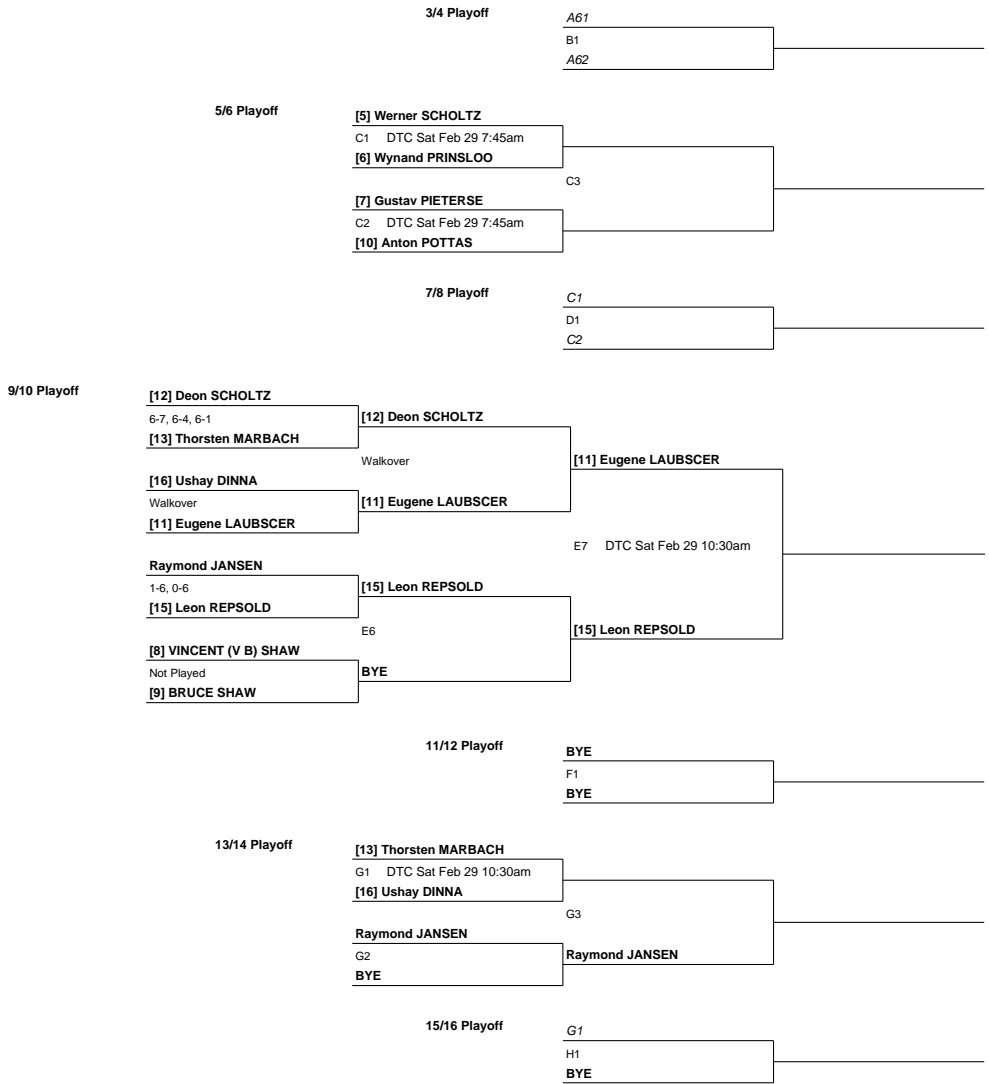 3/4 Playoff
A61
B1
A62
5/6 Playoff
[5] Werner SCHOLTZ
C1 DTC Sat Feb 29 7:45am
[6] Wynand PRINSLOO
C3
[7] Gustav PIETERSE
C2 DTC Sat Feb 29 7:45am
[10] Anton POTTAS
7/8 Playoff
C1
D1
C2
9/10 Playoff
[12] Deon SCHOLTZ
6-7, 6-4, 6-1
[12] Deon SCHOLTZ
[13] Thorsten MARBACH
Walkover
[11] Eugene LAUBSCER
[16] Ushay DINNA
Walkover
[11] Eugene LAUBSCER
[11] Eugene LAUBSCER
E7 DTC Sat Feb 29 10:30am
Raymond JANSEN
1-6, 0-6
[15] Leon REPSOLD
[15] Leon REPSOLD
E6
[15] Leon REPSOLD
[8] VINCENT (V B) SHAW
Not Played
BYE
[9] BRUCE SHAW
11/12 Playoff
BYE
F1
BYE
13/14 Playoff
[13] Thorsten MARBACH
G1 DTC Sat Feb 29 10:30am
[16] Ushay DINNA
G3
Raymond JANSEN
G2
Raymond JANSEN
BYE
15/16 Playoff
G1
H1
BYE